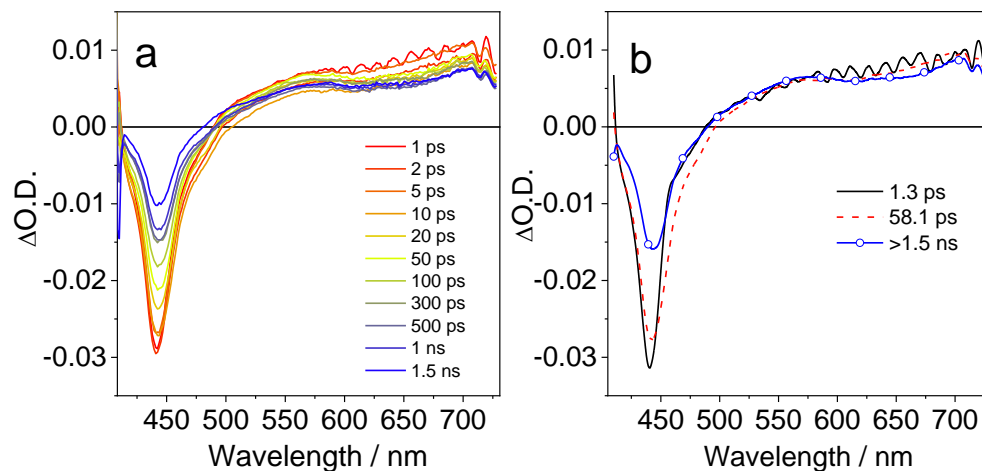 a
0.01
0.00
-0.01
-0.02
-0.03
ΔO.D.
1 ps
2 ps
5 ps
10 ps
20 ps
50 ps
100 ps
300 ps
500 ps
1 ns
1.5 ns
450 500 550 600 650 700
Wavelength / nm
b
0.01
0.00
-0.01
-0.02
-0.03
ΔO.D.
1.3 ps
58.1 ps
>1.5 ns
450 500 550 600 650 700
Wavelength / nm